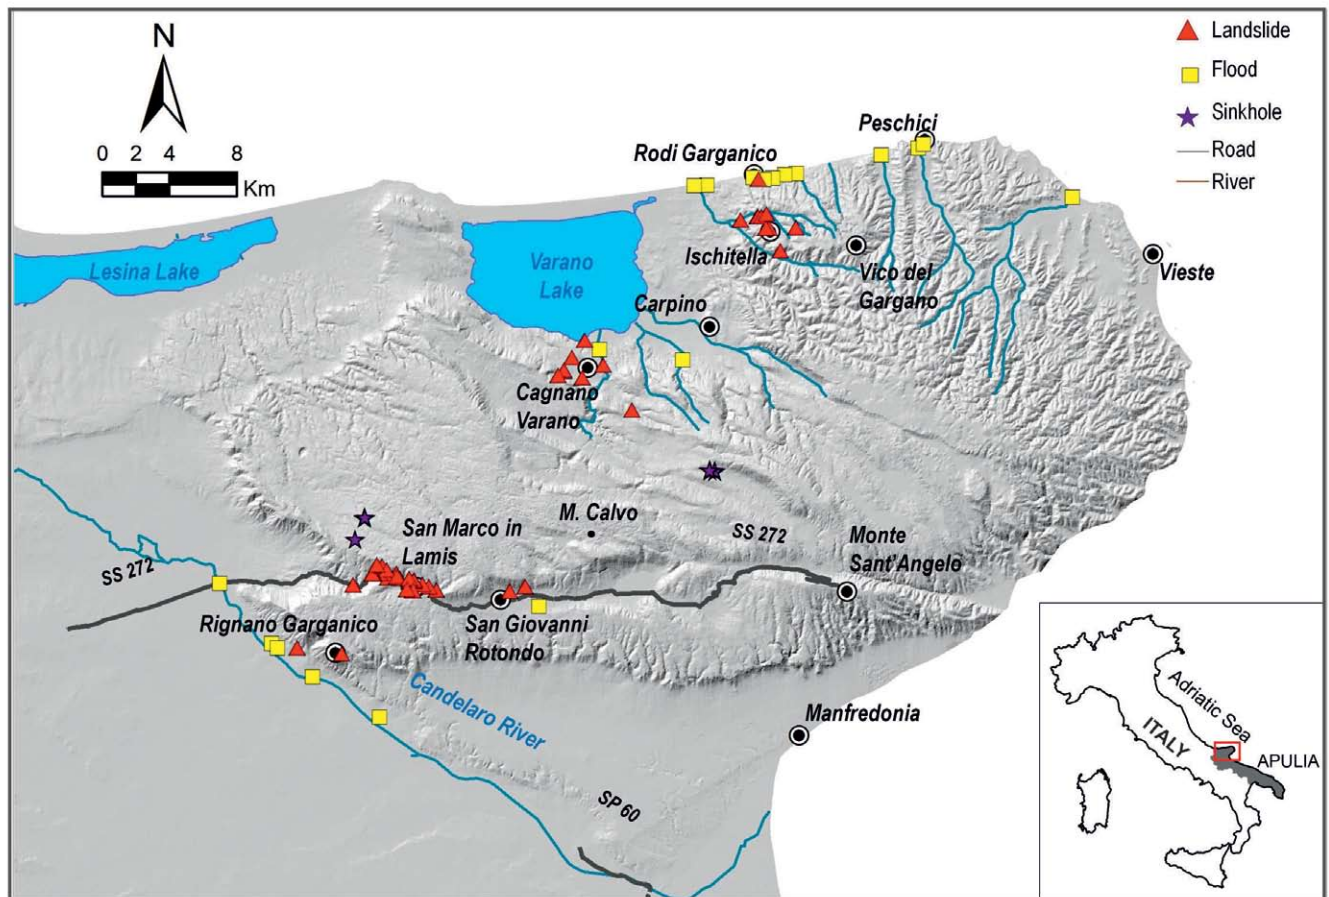 N
0 2 4 8
Km
Landslide
Flood
Sinkhole
Road
River
Peschici
Rodi Garganico
Ischitella
Vico del
Gargano
Vieste
Lesina Lake
Varano
Lake
Carpino
Cagnano
Varano
M. Calvo
San Marco in
Lamis
SS 272
Monte
Sant'Angelo
SS 272
Rignano Garganico
San Giovanni
Rotondo
Candelaro River
Manfredonia
SP 60
Adriatic Sea
ITALY
APULIA